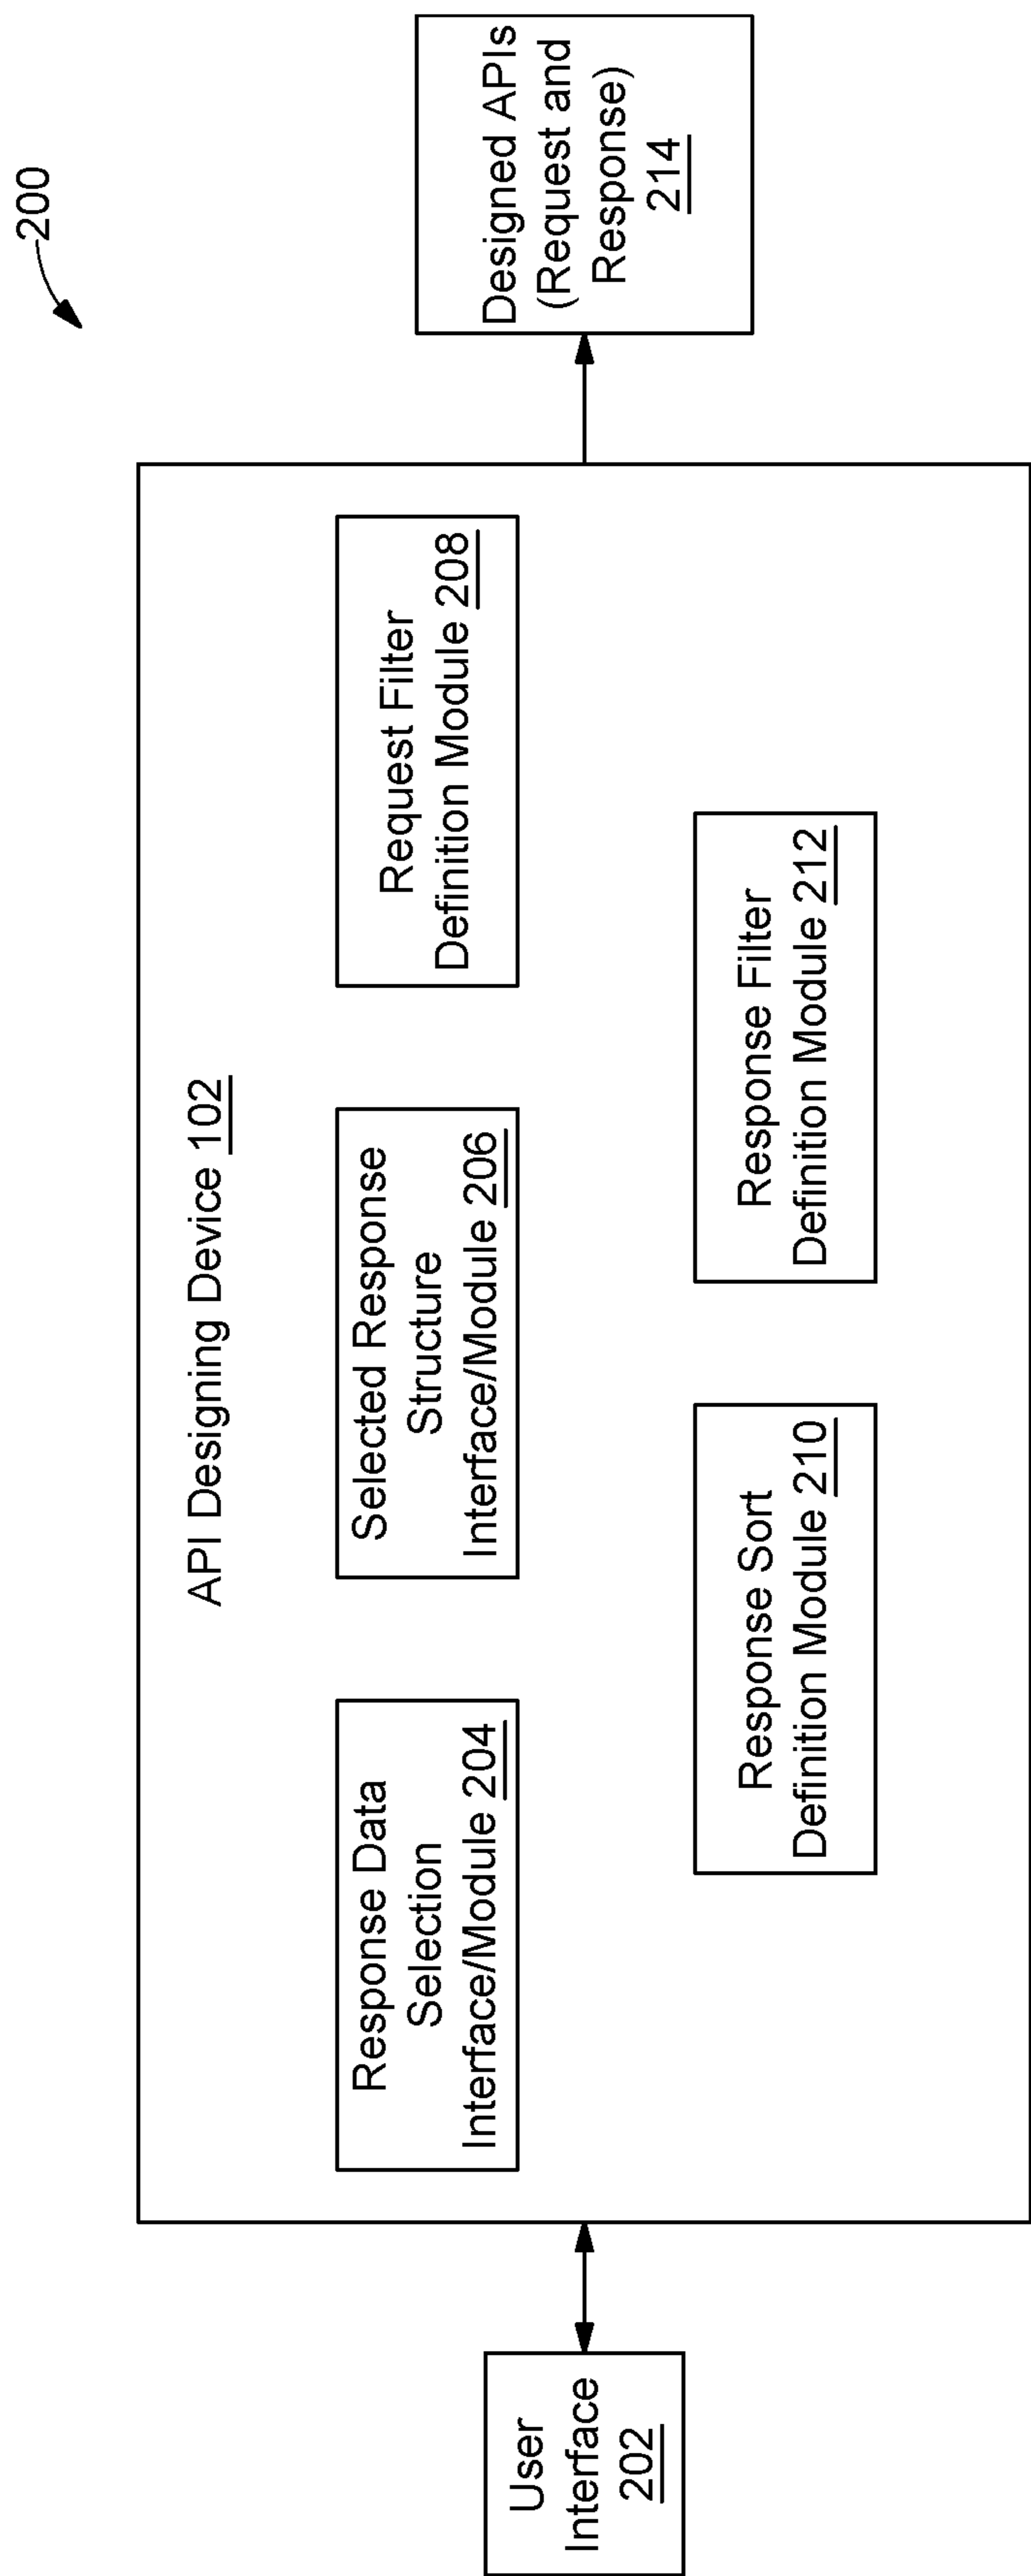 200
API Designing Device 102
Response Data
Selection
Interface/Module 204
Selected Response
Structure
Interface/Module 206
Request Filter
Definition Module 208
Response Sort
Definition Module 210
Response Filter
Definition Module 212
User
Interface
202
Designed APIs
(Request and
Response)
214